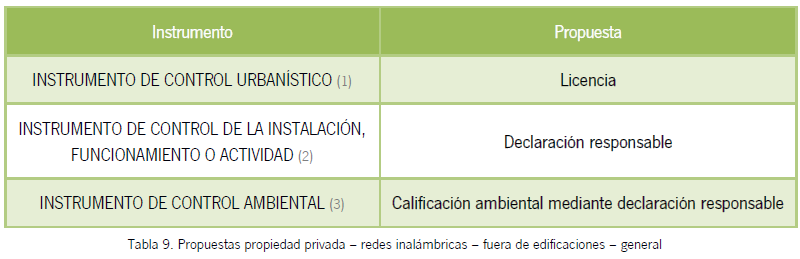 Instrumento Propuesta
INSTRUMENTO DE CONTROL URBANÍSTICO (1) Licencia
INSTRUMENTO DE CONTROL DE LA INSTALACIÓN,
FUNCIONAMIENTO O ACTIVIDAD (2) Declaración responsable
INSTRUMENTO DE CONTROL AMBIENTAL (3) Calificación ambiental mediante declaración responsable
Tabla 9. Propuestas propiedad privada – redes inalámbricas – fuera de edificaciones – general